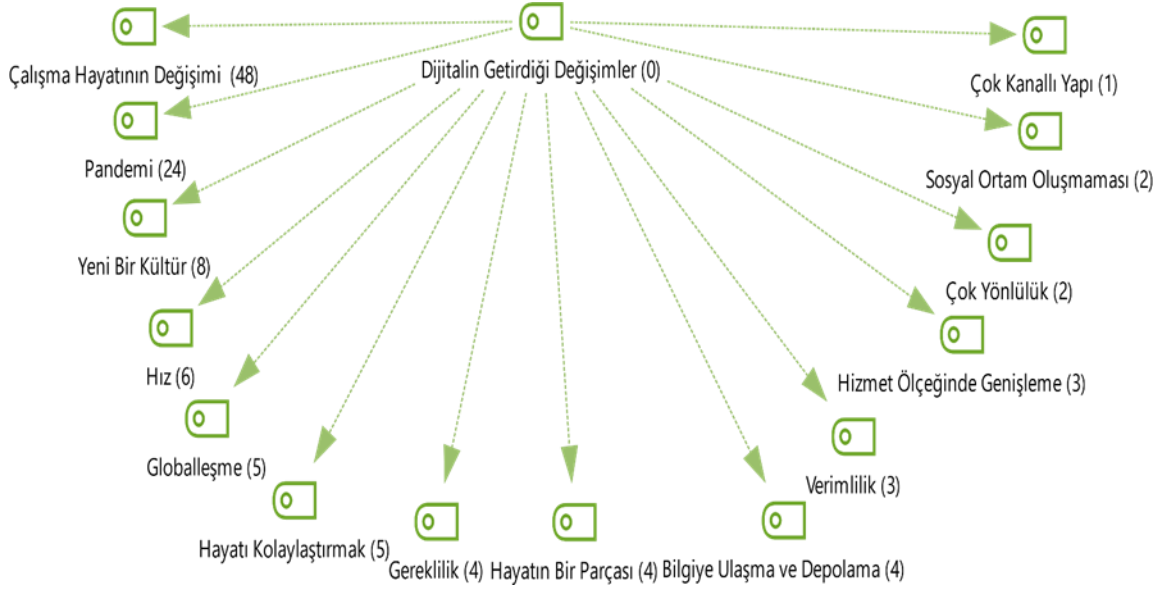 Dijitalin Getirdiği Değişimler (0)
Çalışma Hayatının Değişimi (48)
Pandemi (24)
Yeni Bir Kültür (8)
Hız (6)
Globalleşme (5)
Hayatı Kolaylaştırmak (5)
Gereklilik (4)
Hayatın Bir Parçası (4)
Bilgiye Ulaşma ve Depolama (4)
Verimlilik (3)
Hizmet Ölçeğinde Genişleme (3)
Çok Yönlülük (2)
Sosyal Ortam Oluşmaması (2)
Çok Kanallı Yapı (1)